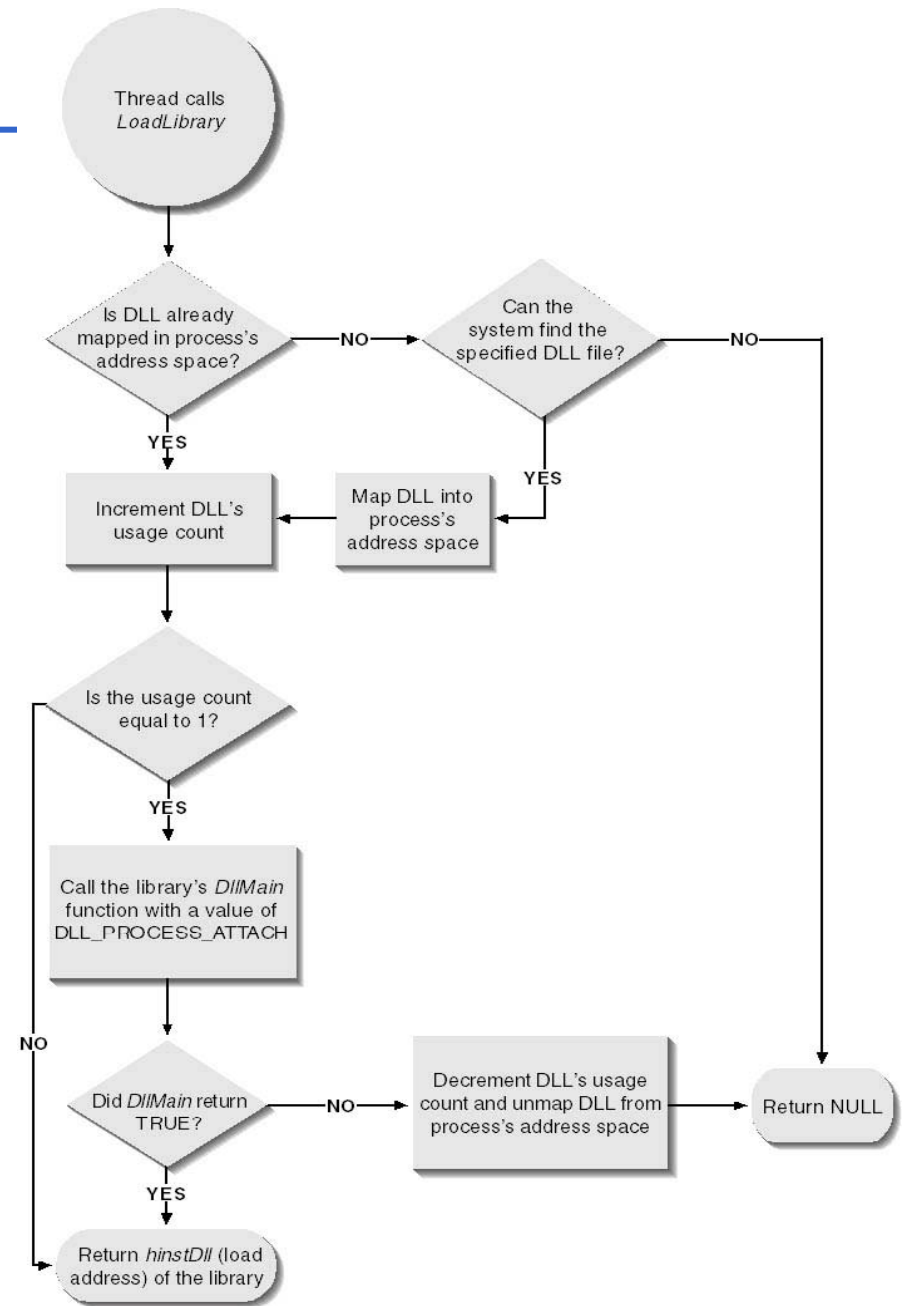 Thread calls
LoadLibrary
Is DLL already
mapped in process's
address space?
NO
Can the
system find the
specified DLL file?
NO
YES
YES
Increment DLL's
usage count
Map DLL into
process's
address space
Is the usage count
equal to 1?
YES
Call the library's DllMain
function with a value of
DLL_PROCESS_ATTACH
NO
Did DllMain return
TRUE?
NO
Decrement DLL's usage
count and unmap DLL from
process's address space
Return NULL
YES
Return hinstDll (load
address) of the library